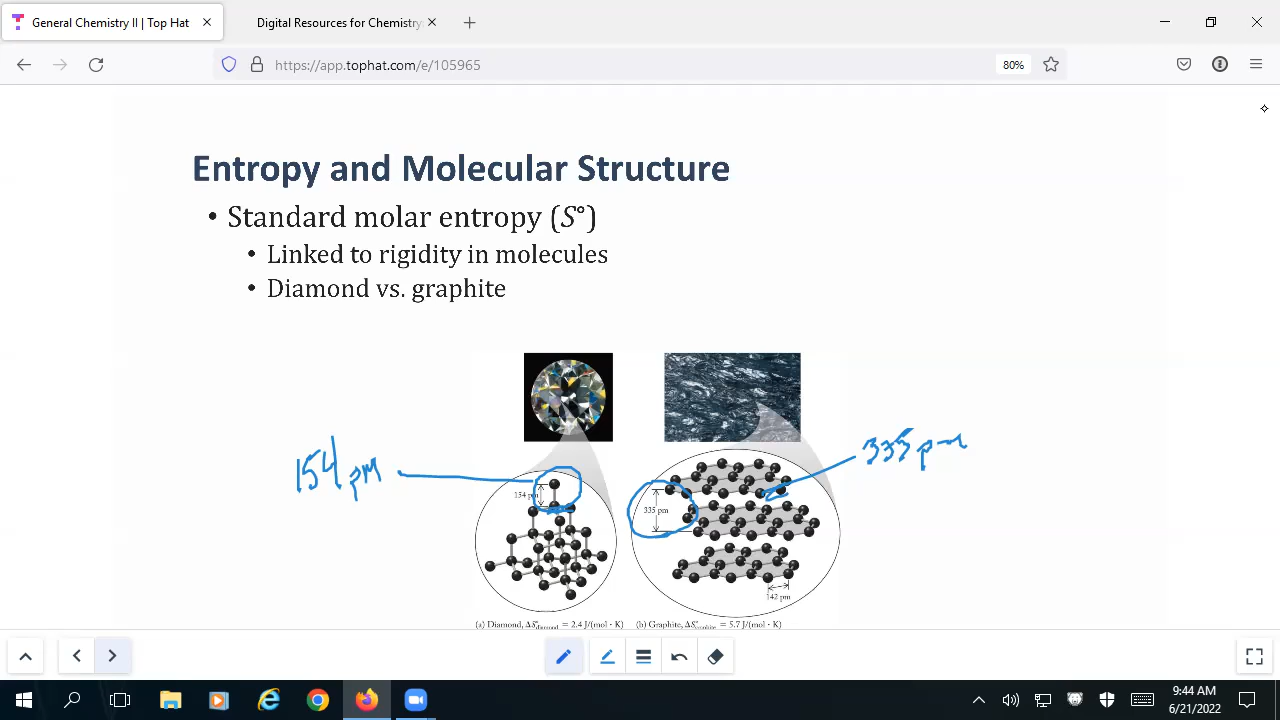 General Chemistry II | Top Hat
Digital Resources for Chemistry:
https://app.tophat.com/e/105965
80%
Entropy and Molecular Structure
• Standard molar entropy (S°)
• Linked to rigidity in molecules
• Diamond vs. graphite
154 pm
335 pm
154 pm
335 pm
142 pm
(a) Diamond, ΔS°diamond = 2.4 J/(mol · K)
(b) Graphite, ΔS°graphite = 5.7 J/(mol · K)
9:44 AM
6/21/2022